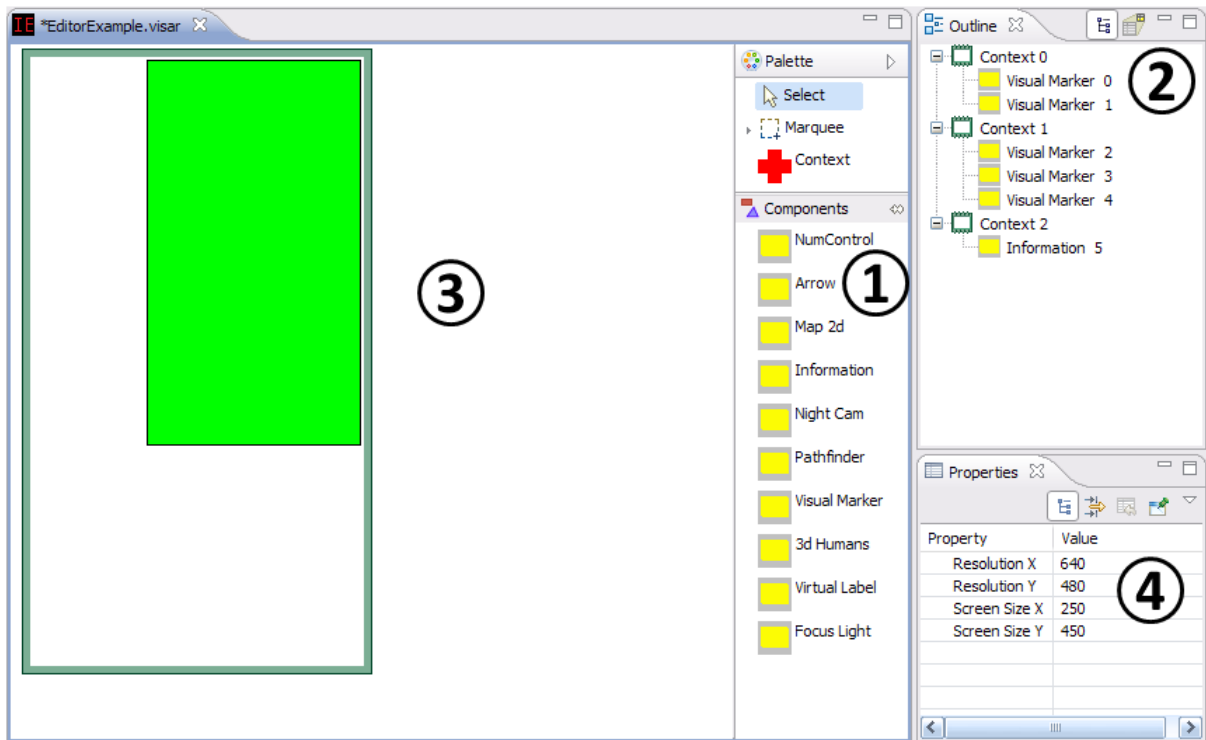 IE *EditorExample.visar
3
Palette
Select
Marquee
Context
Components
NumControl
Arrow
1
Map 2d
Information
Night Cam
Pathfinder
Visual Marker
3d Humans
Virtual Label
Focus Light
Outline
Context 0
2
Visual Marker 0
Visual Marker 1
Context 1
Visual Marker 2
Visual Marker 3
Visual Marker 4
Context 2
Information 5
Properties
Property Value
Resolution X 640
Resolution Y 480
Screen Size X 250
Screen Size Y 450
4